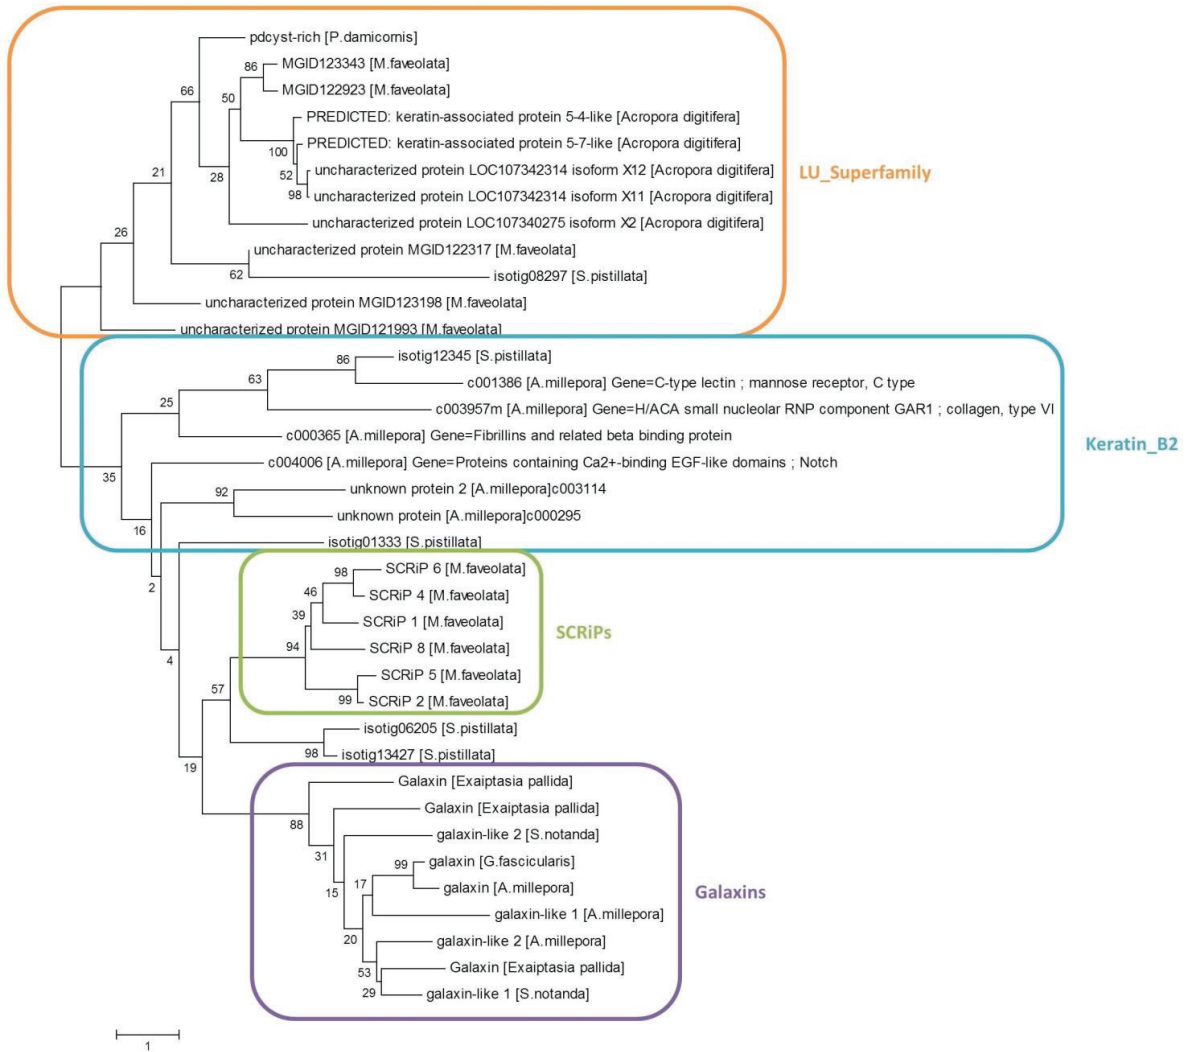 pdcyst-rich [P.damicornis]
86
MGID123343 [M.faveolata]
MGID122923 [M.faveolata]
66
50
PREDICTED: keratin-associated protein 5-4-like [Acropora digitifera]
PREDICTED: keratin-associated protein 5-7-like [Acropora digitifera]
100
21
28
52
uncharacterized protein LOC107342314 isoform X12 [Acropora digitifera]
LU_Superfamily
98
uncharacterized protein LOC107342314 isoform X11 [Acropora digitifera]
uncharacterized protein LOC107340275 isoform X2 [Acropora digitifera]
26
uncharacterized protein MGID122317 [M.faveolata]
62
isotig08297 [S.pistillata]
uncharacterized protein MGID123198 [M.faveolata]
uncharacterized protein MGID121993 [M.faveolata]
86
isotig12345 [S.pistillata]
63
c001386 [A.millepora] Gene=C-type lectin ; mannose receptor, C type
25
c003957m [A.millepora] Gene=H/ACA small nucleolar RNP component GAR1 ; collagen, type VI
c000365 [A.millepora] Gene=Fibrillins and related beta binding protein
Keratin_B2
35
c004006 [A.millepora] Gene=Proteins containing Ca2+-binding EGF-like domains ; Notch
92
unknown protein 2 [A.millepora]c003114
16
unknown protein [A.millepora]c000295
isotig01333 [S.pistillata]
2
98
SCRiP 6 [M.faveolata]
46
SCRiP 4 [M.faveolata]
39
SCRiP 1 [M.faveolata]
SCRiPs
94
SCRiP 8 [M.faveolata]
4
SCRiP 5 [M.faveolata]
57
99
SCRiP 2 [M.faveolata]
isotig06205 [S.pistillata]
98
isotig13427 [S.pistillata]
19
Galaxin [Exaiptasia pallida]
88
Galaxin [Exaiptasia pallida]
31
galaxin-like 2 [S.notanda]
99
galaxin [G.fascicularis]
15
17
galaxin [A.millepora]
Galaxins
galaxin-like 1 [A.millepora]
20
galaxin-like 2 [A.millepora]
53
Galaxin [Exaiptasia pallida]
29
galaxin-like 1 [S.notanda]
1